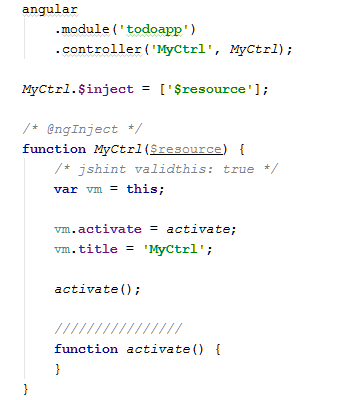 angular
    .module('todoapp')
    .controller('MyCtrl', MyCtrl);

MyCtrl.$inject = ['$resource'];

/* @ngInject */
function MyCtrl($resource) {
    /* jshint validthis: true */
    var vm = this;

    vm.activate = activate;
    vm.title = 'MyCtrl';

    activate();

    ////////////////
    function activate() {
    }
}